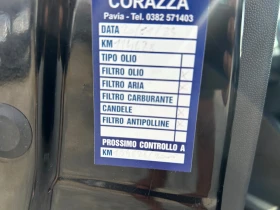 CORAZZA
Pavia - Tel. 0382 571403
DATA
KM
TIPO OLIO
FILTRO OLIO
FILTRO ARIA
FILTRO CARBURANTE
CANDELE
FILTRO ANTIPOLLINE
PROSSIMO CONTROLLO A
KM